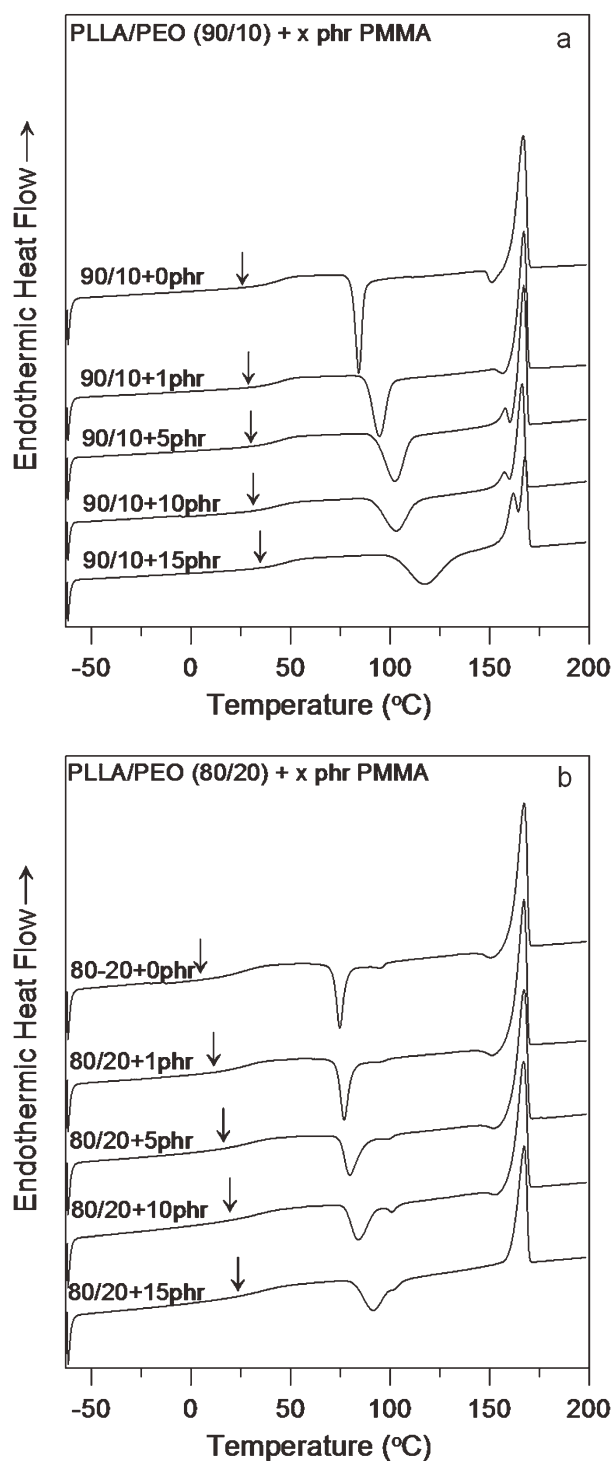 PLLA/PEO (90/10) + x phr PMMA
a
Endothermic Heat Flow →
90/10+0phr
90/10+1phr
90/10+5phr
90/10+10phr
90/10+15phr
-50 0 50 100 150 200
Temperature (°C)
PLLA/PEO (80/20) + x phr PMMA
b
Endothermic Heat Flow →
80-20+0phr
80/20+1phr
80/20+5phr
80/20+10phr
80/20+15phr
-50 0 50 100 150 200
Temperature (°C)